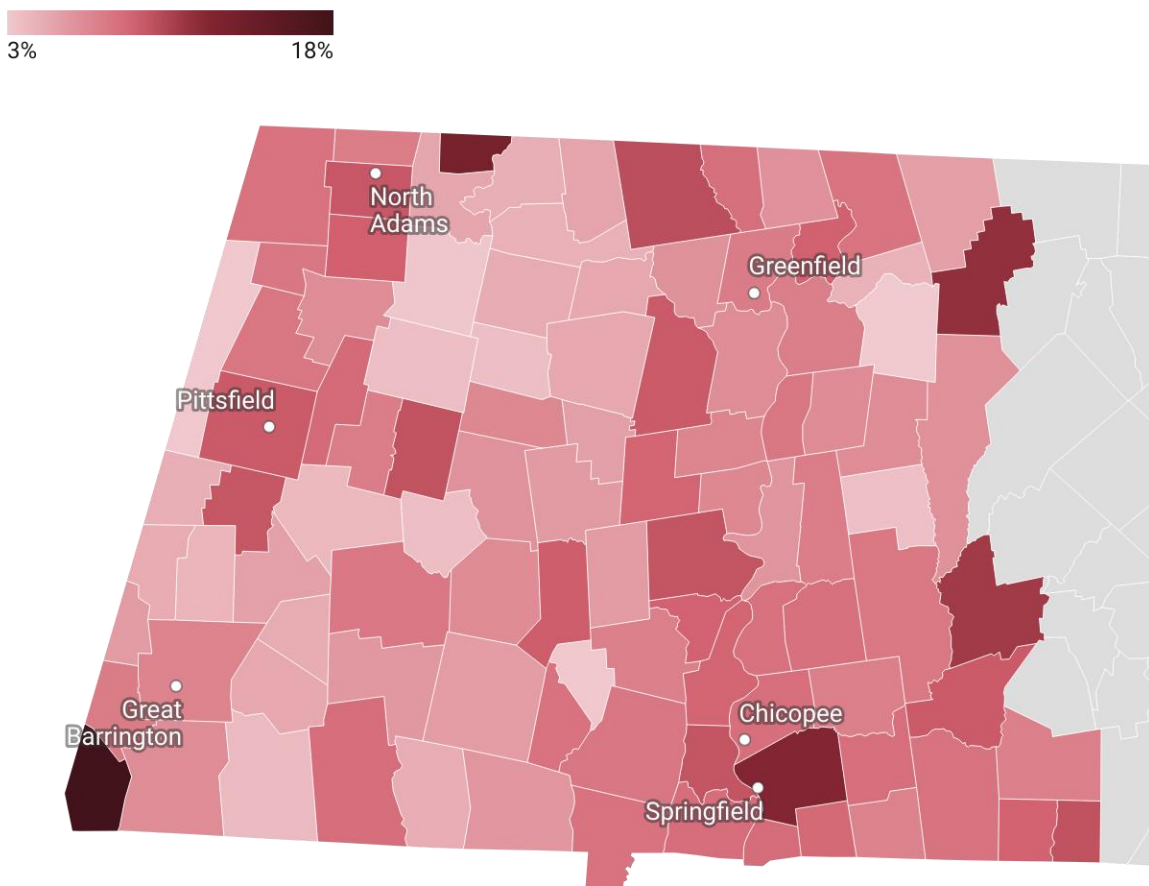 3%
18%
North
Adams
Greenfield
Pittsfield
Great
Barrington
Chicopee
Springfield